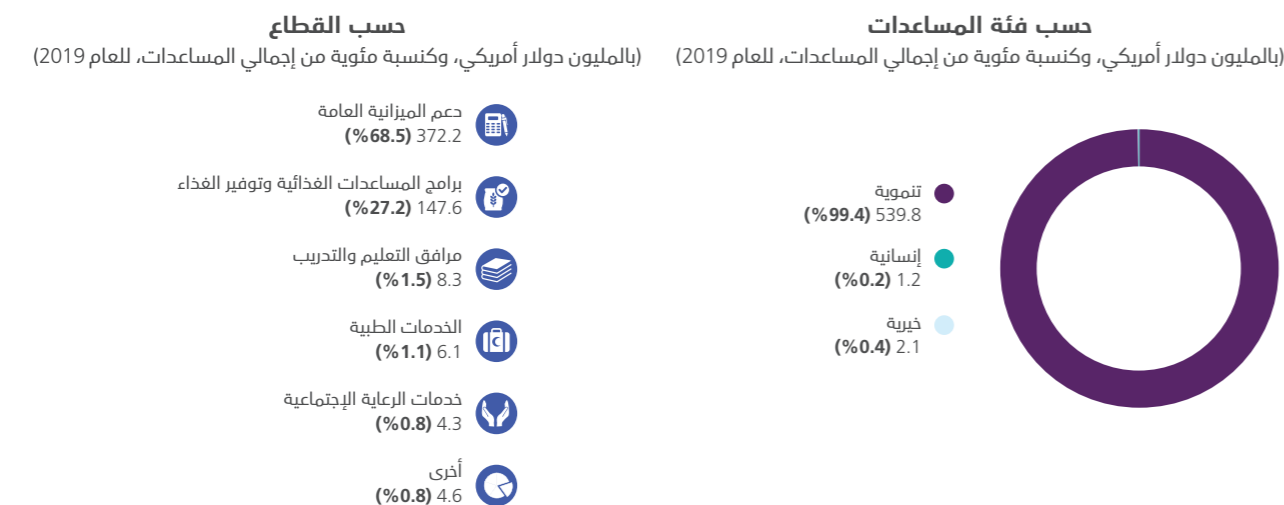 حسب فئة المساعدات
(بالمليون دولار أمريكي، وكنسبة مئوية من إجمالي المساعدات، للعام 2019)
تنموية
539.8 (%99.4)
إنسانية
1.2 (%0.2)
خيرية
2.1 (%0.4)
حسب القطاع
(بالمليون دولار أمريكي، وكنسبة مئوية من إجمالي المساعدات، للعام 2019)
دعم الميزانية العامة
372.2 (%68.5)
برامج المساعدات الغذائية وتوفير الغذاء
147.6 (%27.2)
مرافق التعليم والتدريب
8.3 (%1.5)
الخدمات الطبية
6.1 (%1.1)
خدمات الرعاية الإجتماعية
4.3 (%0.8)
أخرى
4.6 (%0.8)